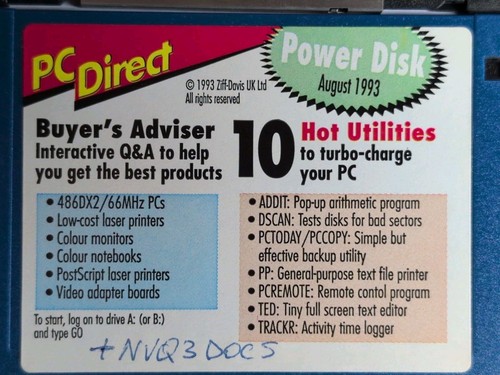 PC Direct
© 1993 Ziff-Davis UK Ltd
All rights reserved
Power Disk
August 1993
Buyer's Adviser
Interactive Q&A to help
you get the best products
10 Hot Utilities
to turbo-charge
your PC
• 486DX2/66MHz PCs
• Low-cost laser printers
• Colour monitors
• Colour notebooks
• PostScript laser printers
• Video adapter boards
To start, log on to drive A: (or B:)
and type GO
• ADDIT: Pop-up arithmetic program
• DSCAN: Tests disks for bad sectors
• PCTODAY/PCCOPY: Simple but
effective backup utility
• PP: General-purpose text file printer
• PCREMOTE: Remote contol program
• TED: Tiny full screen text editor
• TRACKR: Activity time logger
+ NVQ3 DOCS